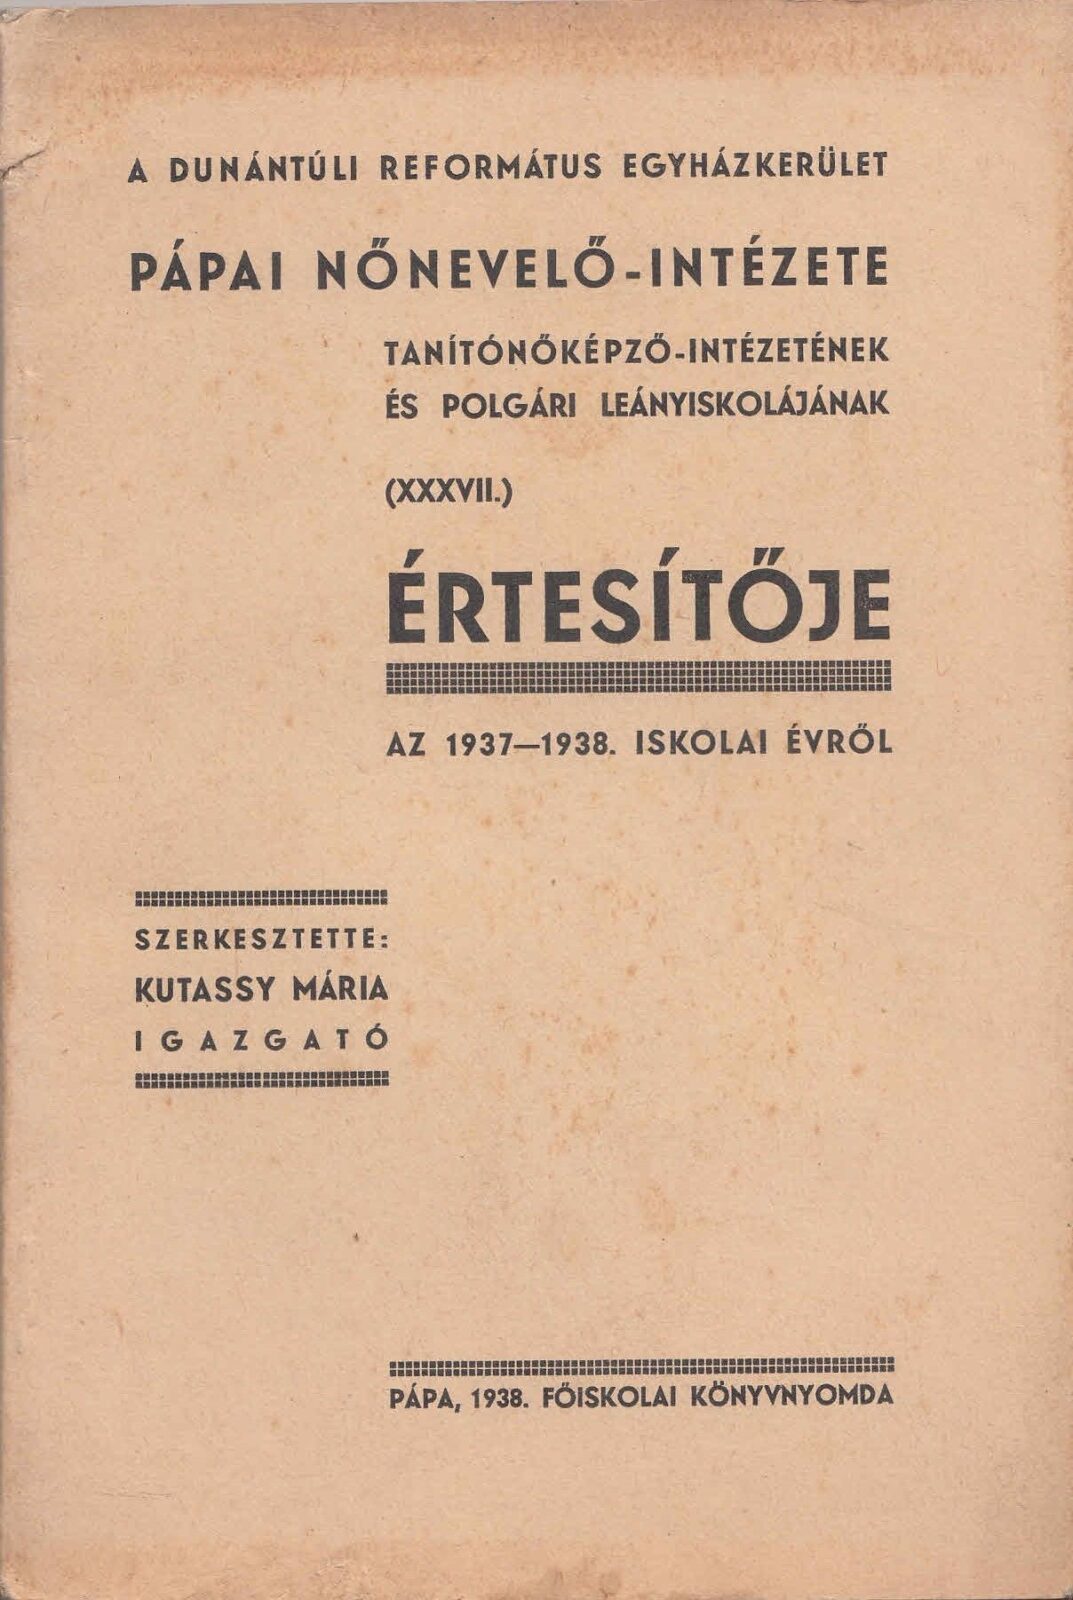 A DUNÁNTÚLI REFORMÁTUS EGYHÁZKERÜLET
PÁPAI NŐNEVELŐ-INTÉZETE
TANÍTÓNŐKÉPZŐ-INTÉZETÉNEK
ÉS POLGÁRI LEÁNYISKOLÁJÁNAK
(XXXVII.)
ÉRTESÍTŐJE
AZ 1937—1938. ISKOLAI ÉVRŐL
SZERKESZTETTE:
KUTASSY MÁRIA
IGAZGATÓ
PÁPA, 1938. FŐISKOLAI KÖNYVNYOMDA